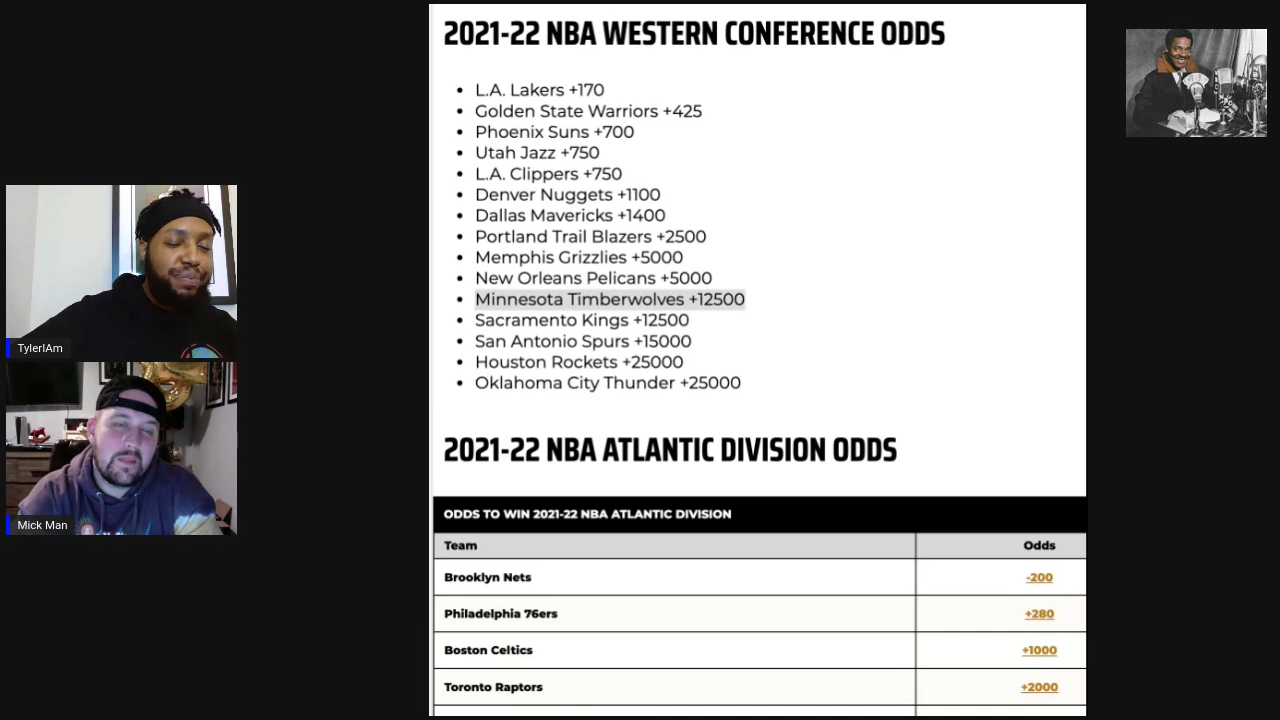 2021-22 NBA WESTERN CONFERENCE ODDS
• L.A. Lakers +170
• Golden State Warriors +425
• Phoenix Suns +700
• Utah Jazz +750
• L.A. Clippers +750
• Denver Nuggets +1100
• Dallas Mavericks +1400
• Portland Trail Blazers +2500
• Memphis Grizzlies +5000
• New Orleans Pelicans +5000
• Minnesota Timberwolves +12500
• Sacramento Kings +12500
• San Antonio Spurs +15000
• Houston Rockets +25000
• Oklahoma City Thunder +25000
2021-22 NBA ATLANTIC DIVISION ODDS
ODDS TO WIN 2021-22 NBA ATLANTIC DIVISION
Team Odds
Brooklyn Nets -200
Philadelphia 76ers +280
Boston Celtics +1000
Toronto Raptors +2000
TylerIAm
Mick Man